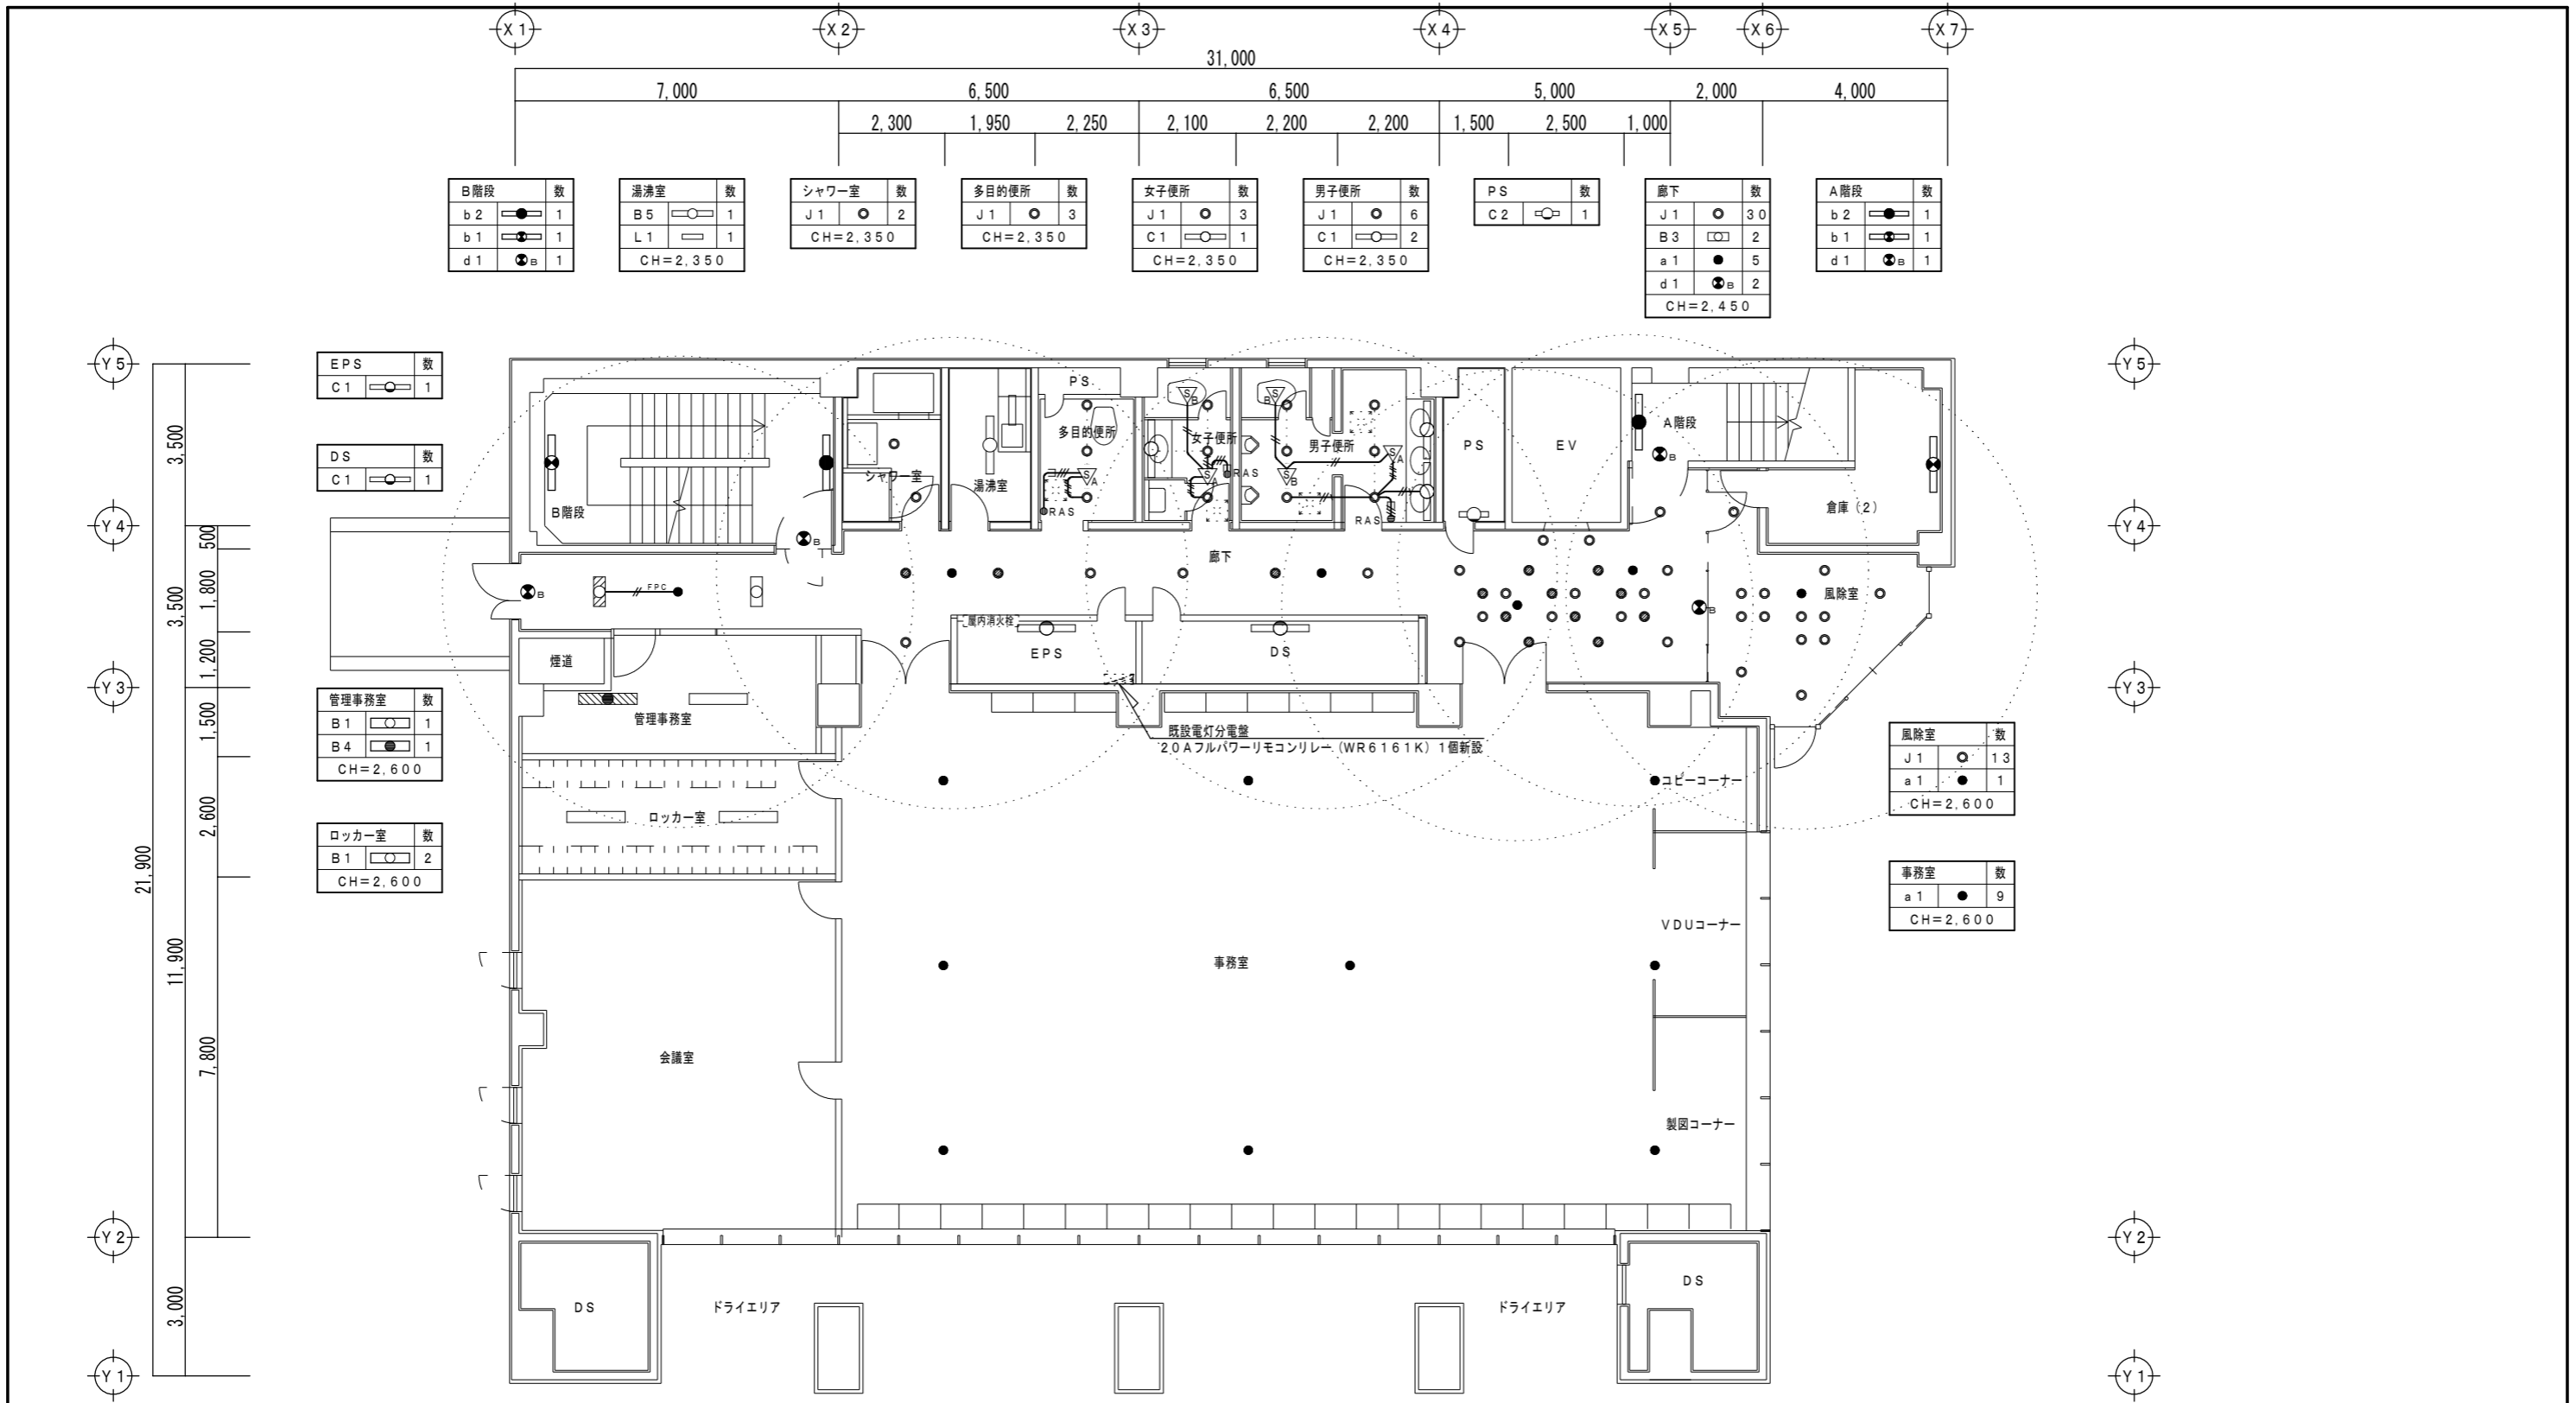 X1
X2
X3
X4
X5
X6
X7
31,000
7,000
6,500
6,500
5,000
2,000
4,000
2,300
1,950
2,250
2,100
2,200
2,200
1,500
2,500
1,000
B階段 数
b2 1
b1 1
d1 B 1
湯沸室 数
B5 1
L1 1
CH=2,350
シャワー室 数
J1 2
CH=2,350
多目的便所 数
J1 3
CH=2,350
女子便所 数
J1 3
C1 1
CH=2,350
男子便所 数
J1 6
C1 2
CH=2,350
PS 数
C2 1
廊下 数
J1 30
B3 2
a1 5
d1 B 2
CH=2,450
A階段 数
b2 1
b1 1
d1 B 1
Y5
Y5
EPS 数
C1 1
DS 数
C1 1
3,500
PS
S
B
S
B
多目的便所
女子便所
男子便所
S
A
PS
EV
A階段
B
シャワー室
湯沸室
S
A
S
A
RAS
S
B
RAS
RAS
B階段
倉庫(2)
Y4
Y4
B
廊下
500
1,800
3,500
1,200
B
FPC
B
風除室
屋内消火栓
EPS
DS
煙道
Y3
Y3
管理事務室 数
B1 1
B4 1
CH=2,600
1,500
管理事務室
既設電灯分電盤
20Aフルパワーリモコンリレー(WR6161K)1個新設
風除室 数
J1 13
a1 1
CH=2,600
コピーコーナー
2,600
ロッカー室
ロッカー室 数
B1 2
CH=2,600
21,900
11,900
7,800
事務室 数
a1 9
CH=2,600
VDUコーナー
事務室
会議室
製図コーナー
Y2
Y2
3,000
DS
ドライエリア
ドライエリア
DS
Y1
Y1